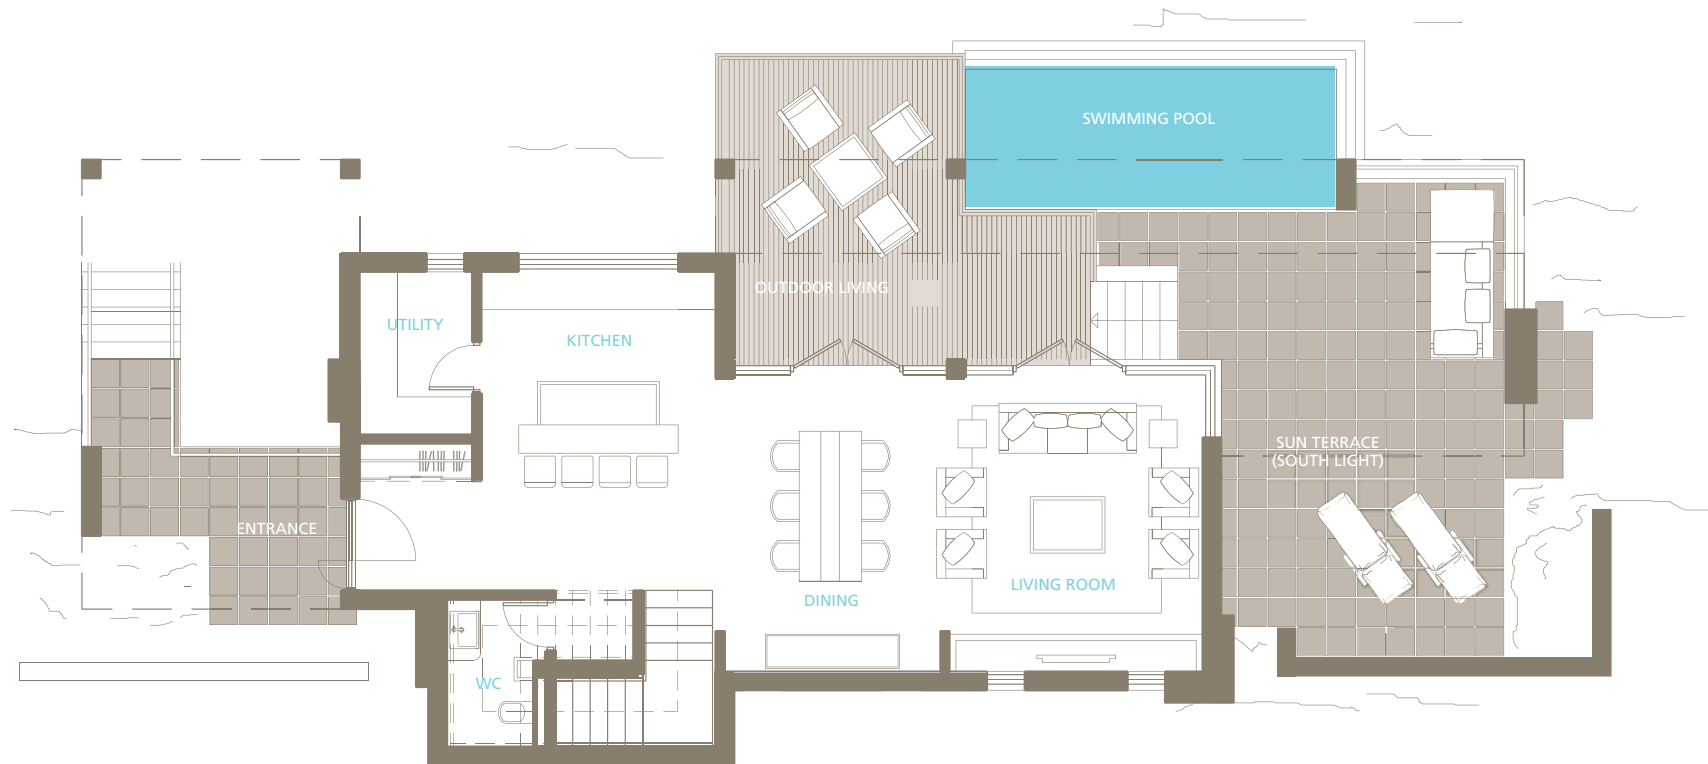 SWIMMING POOL
OUTDOOR LIVING
UTILITY
KITCHEN
SUN TERRACE
(SOUTH LIGHT)
ENTRANCE
LIVING ROOM
DINING
WC